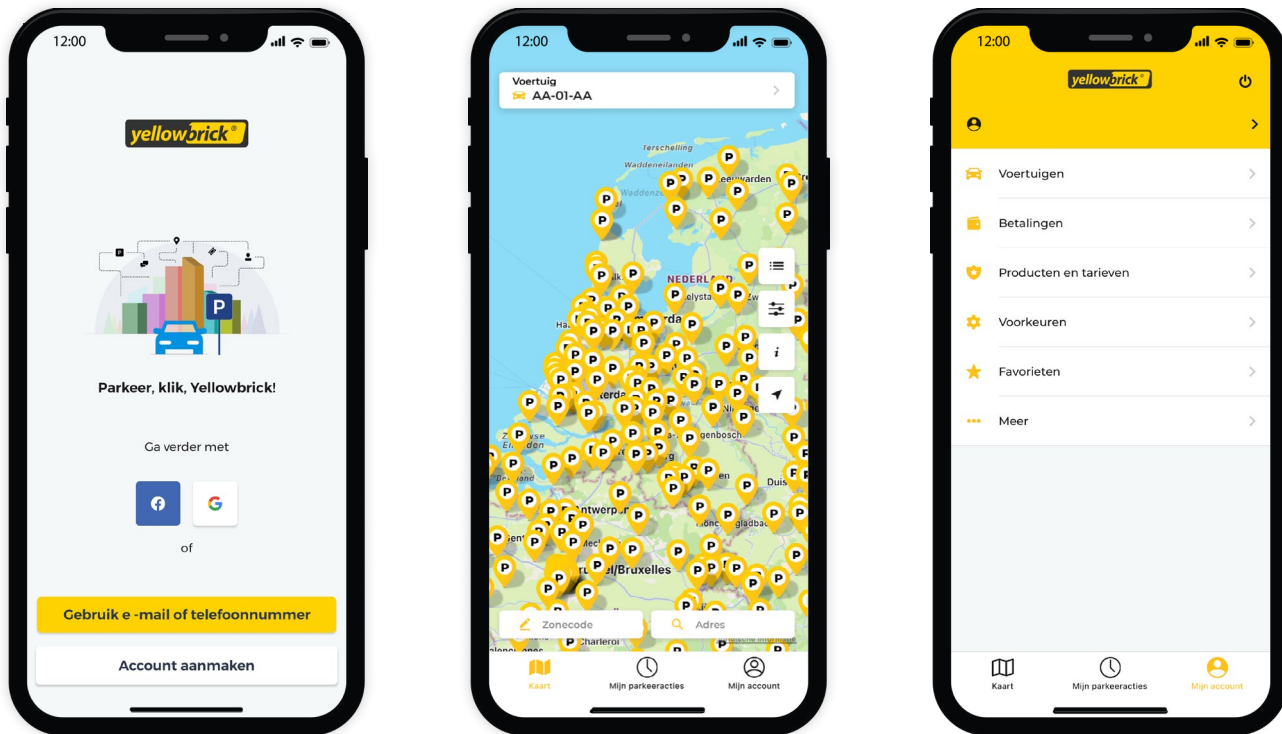 12:00
yellowbrick®
P
P
Parkeer, klik, Yellowbrick!
Ga verder met
of
Gebruik e -mail of telefoonnummer
Account aanmaken
12:00
Voertuig
AA-01-AA
Terschelling
Waddeneilanden
NEDERL
Antwerp
Charleroi
Zonecode
Adres
Kaart
Mijn parkeeracties
Mijn account
12:00
yellowbrick®
Voertuigen
Betalingen
Producten en tarieven
Voorkeuren
Favorieten
Meer
Kaart
Mijn parkeeracties
Mijn account